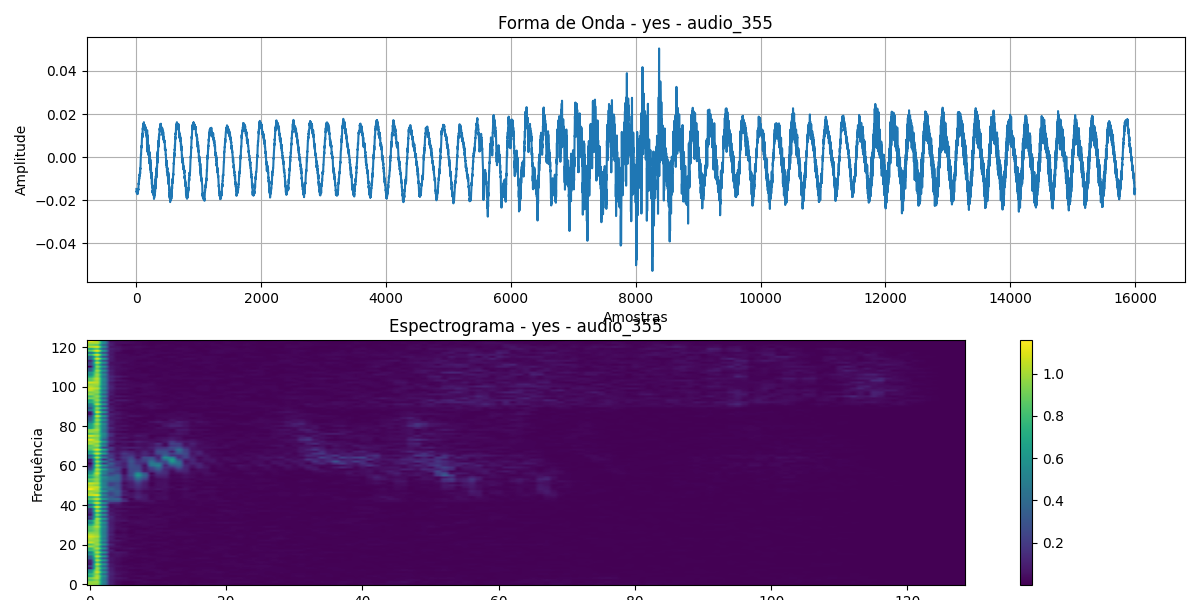 Forma de Onda - yes - audio_355
Amplitude
0.04
0.02
0.00
−0.02
−0.04
0 2000 4000 6000 8000 10000 12000 14000 16000
Amostras
Espectrograma - yes - audio_355
Frequência
120
100
80
60
40
20
0
0 20 40 60 80 100 120
1.0
0.8
0.6
0.4
0.2